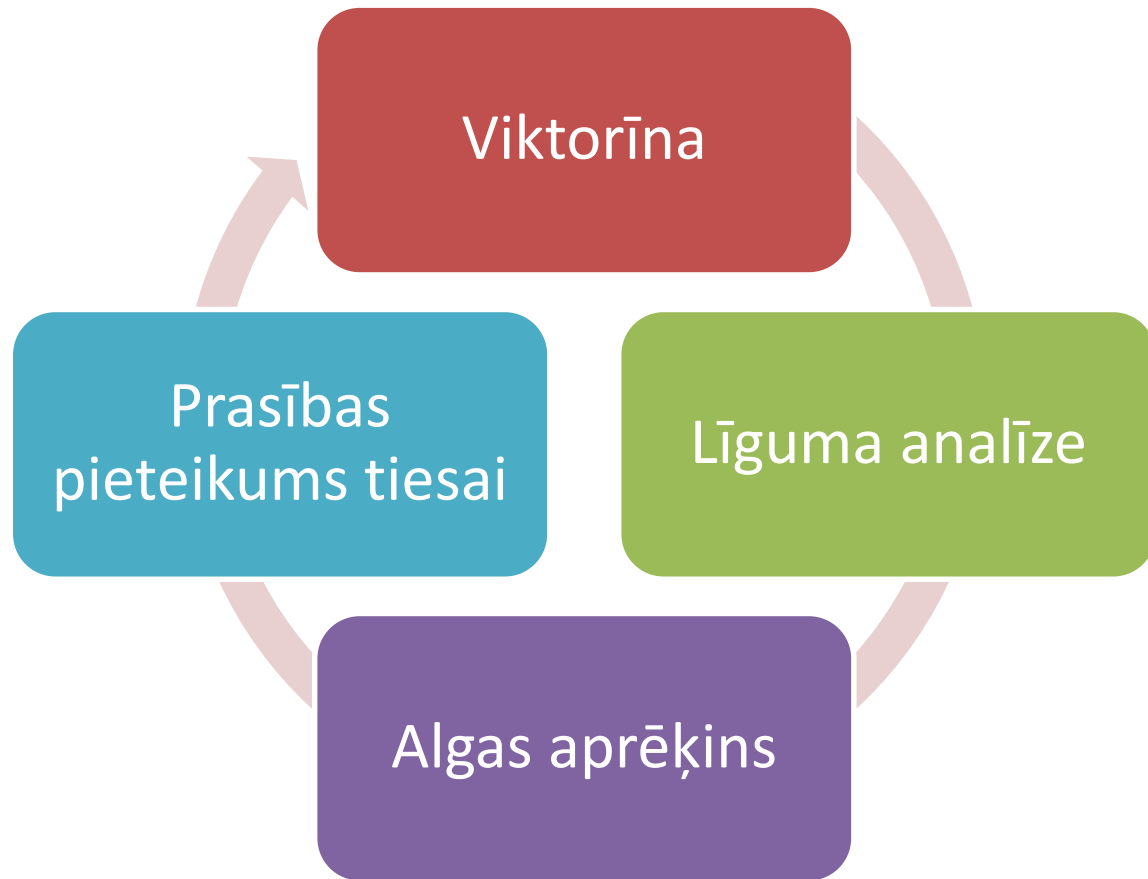 Viktorīna
Līguma analīze
Algas aprēķins
Prasības
pieteikums tiesai